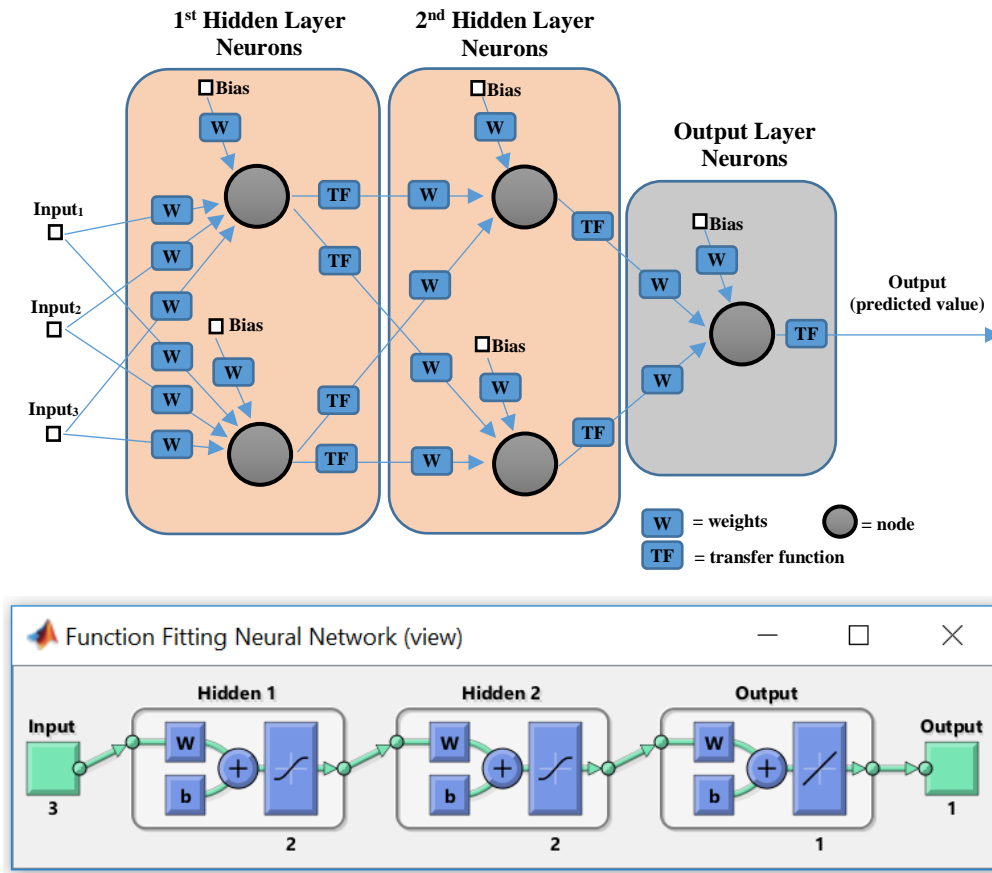 1st Hidden Layer
Neurons
2nd Hidden Layer
Neurons
Output Layer
Neurons
Bias
W
Bias
W
Input1
W
TF
W
TF
Bias
W
W
TF
W
Input2
W
W
Output
(predicted value)
TF
W
Bias
W
W
Bias
W
W
W
TF
Input3
W
W
TF
W
TF
W = weights
= node
TF = transfer function
Function Fitting Neural Network (view)
Hidden 1
Hidden 2
Output
Input
Output
W
W
W
b
b
b
3
2
2
1
1